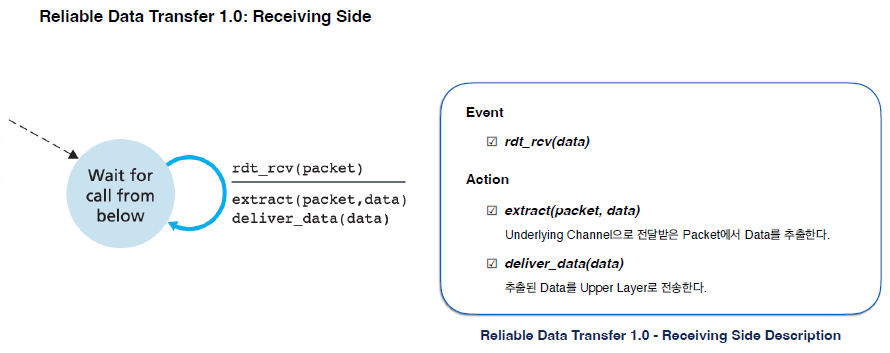 Reliable Data Transfer 1.0: Receiving Side
Wait for
call from
below
rdt_rcv(packet)
extract(packet,data)
deliver_data(data)
Event
☑ rdt_rcv(data)
Action
☑ extract(packet, data)
Underlying Channel으로 전달받은 Packet에서 Data를 추출한다.
☑ deliver_data(data)
추출된 Data를 Upper Layer로 전송한다.
Reliable Data Transfer 1.0 - Receiving Side Description